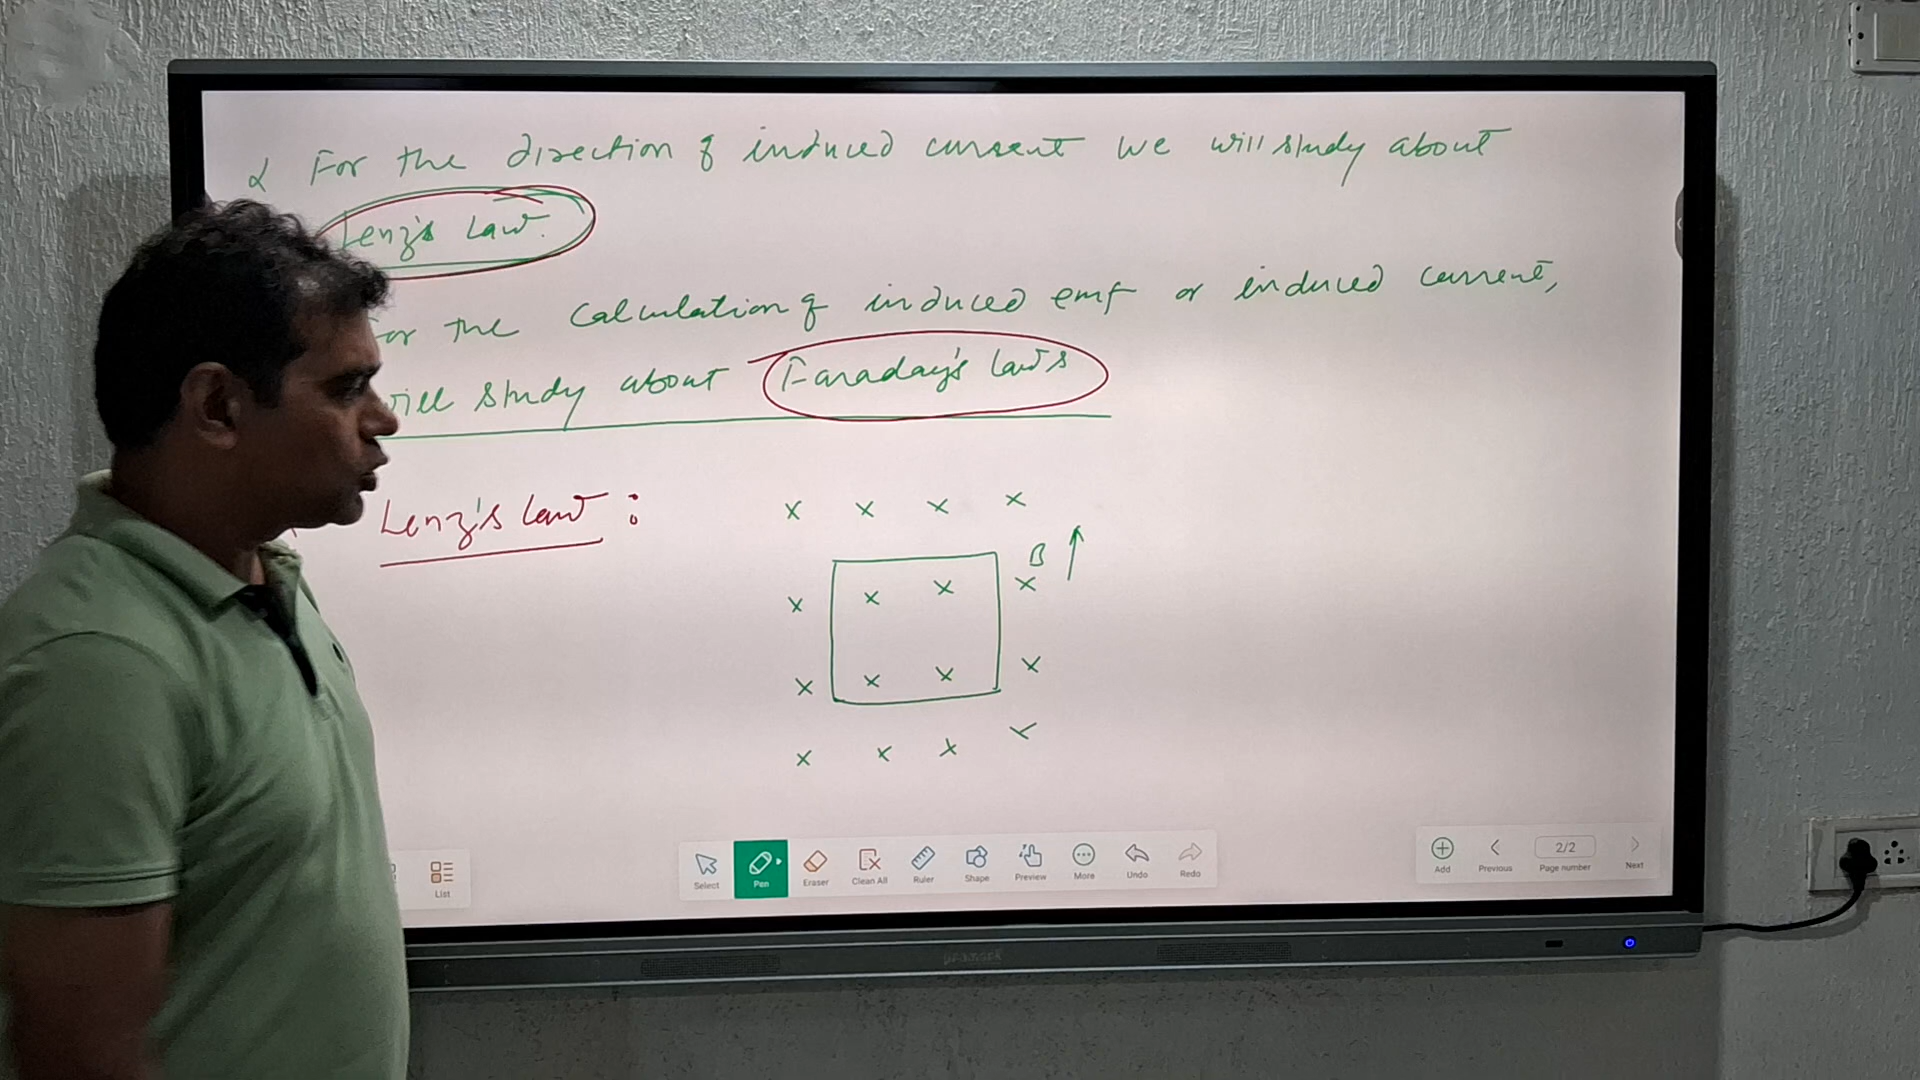 α For the direction of induced current we will study about
Lenz's Law.
For the calculation of induced emf or induced current,
will study about Faraday's laws
Lenz's law :
x x x x
B ↑
x x x x
x x x x
x x x x
List
Select Pen Eraser Clean All Ruler Shape Preview More Undo Redo
Add Previous 2/2 Page number Next